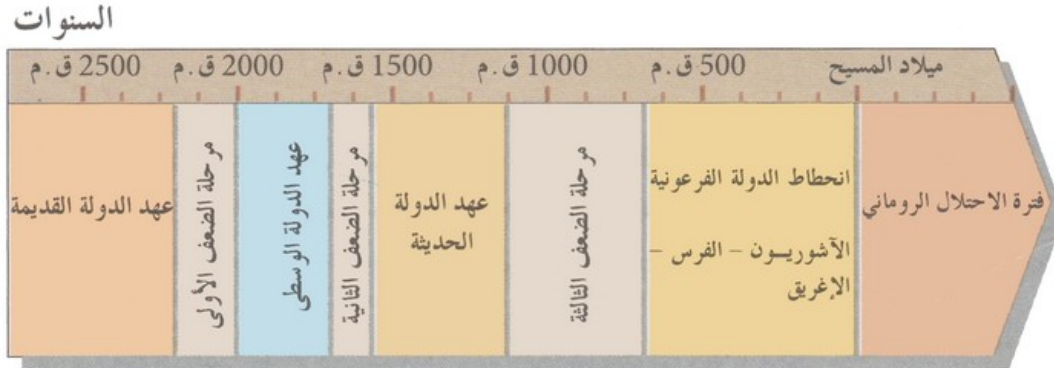 السنوات
2500 ق.م
2000 ق.م
1500 ق.م
1000 ق.م
500 ق.م
ميلاد المسيح
عهد الدولة القديمة
مرحلة الضعف الأولى
عهد الدولة الوسطى
مرحلة الضعف الثانية
عهد الدولة
الحديثة
مرحلة الضعف الثالثة
انحطاط الدولة الفرعونية
الآشوريــون – الفرس –
الإغريق
فترة الاحتلال الروماني